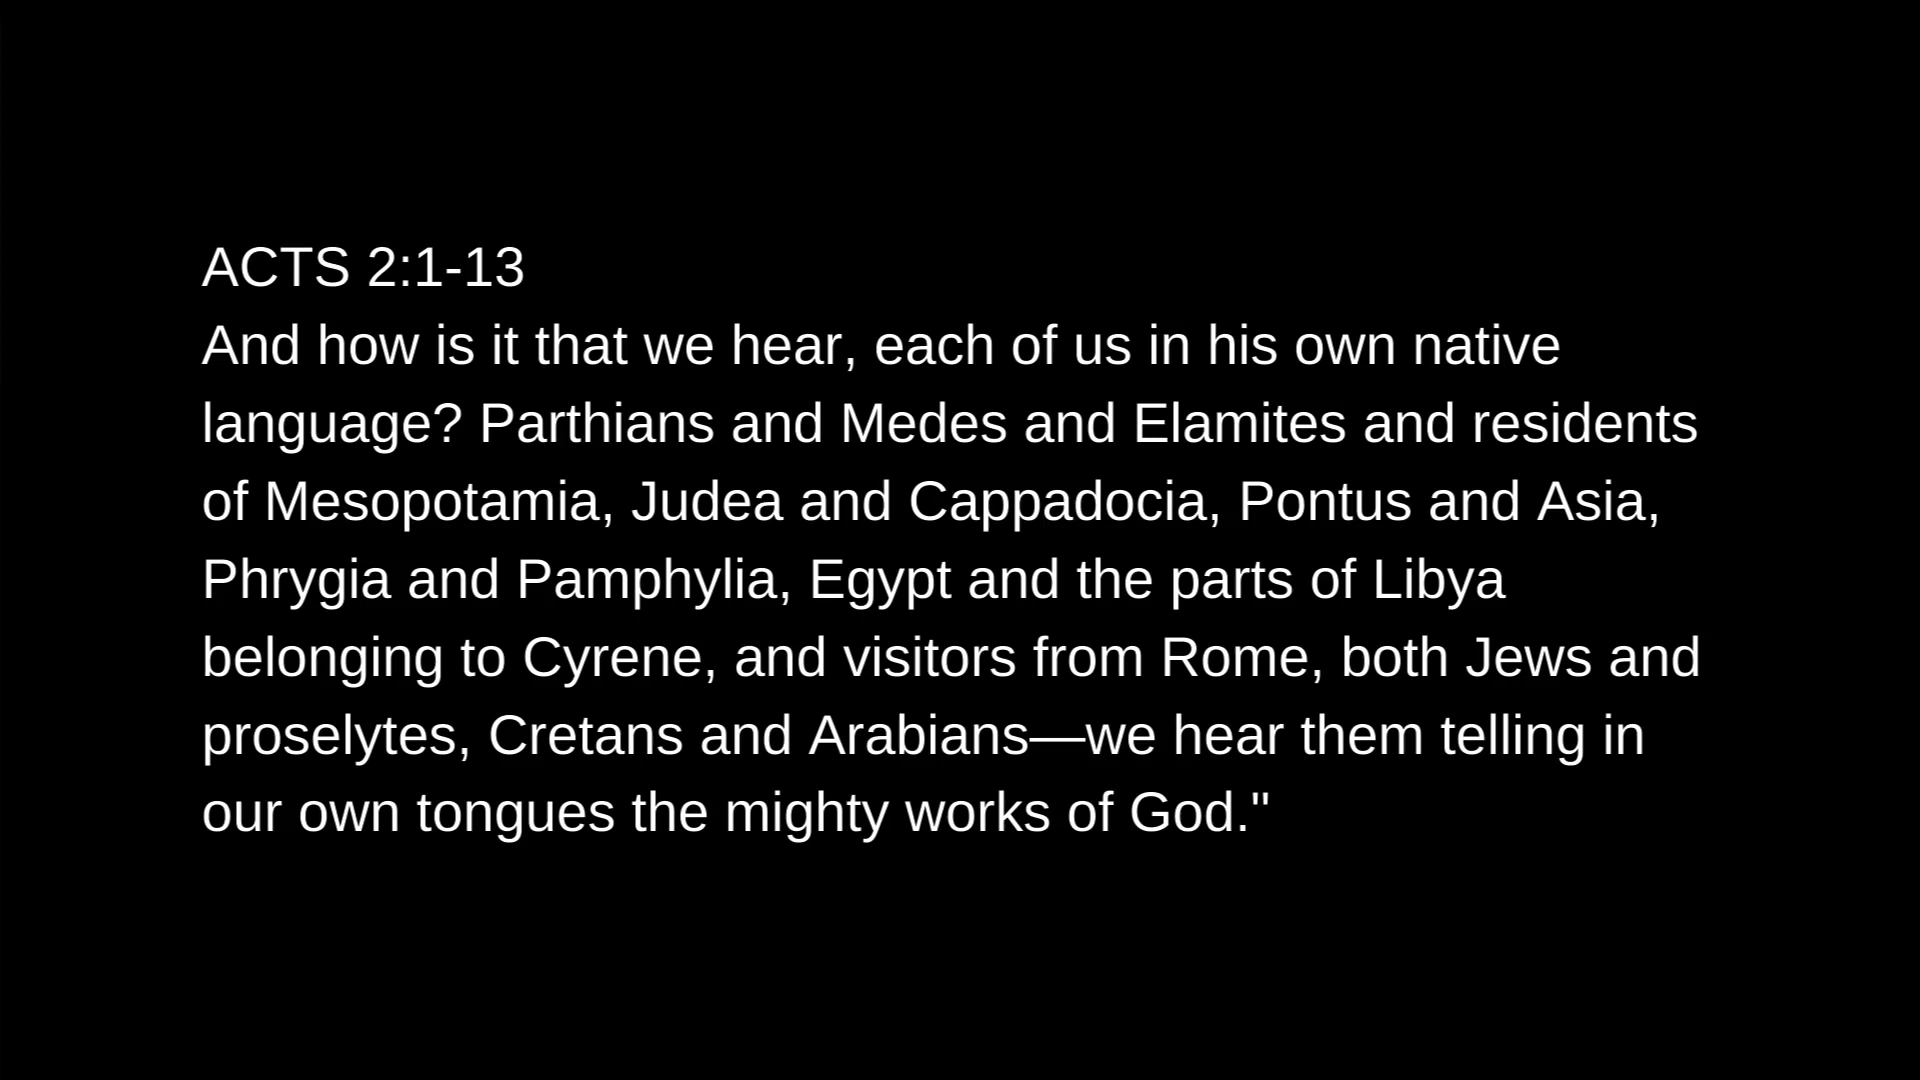 ACTS 2:1-13
And how is it that we hear, each of us in his own native
language? Parthians and Medes and Elamites and residents
of Mesopotamia, Judea and Cappadocia, Pontus and Asia,
Phrygia and Pamphylia, Egypt and the parts of Libya
belonging to Cyrene, and visitors from Rome, both Jews and
proselytes, Cretans and Arabians—we hear them telling in
our own tongues the mighty works of God."